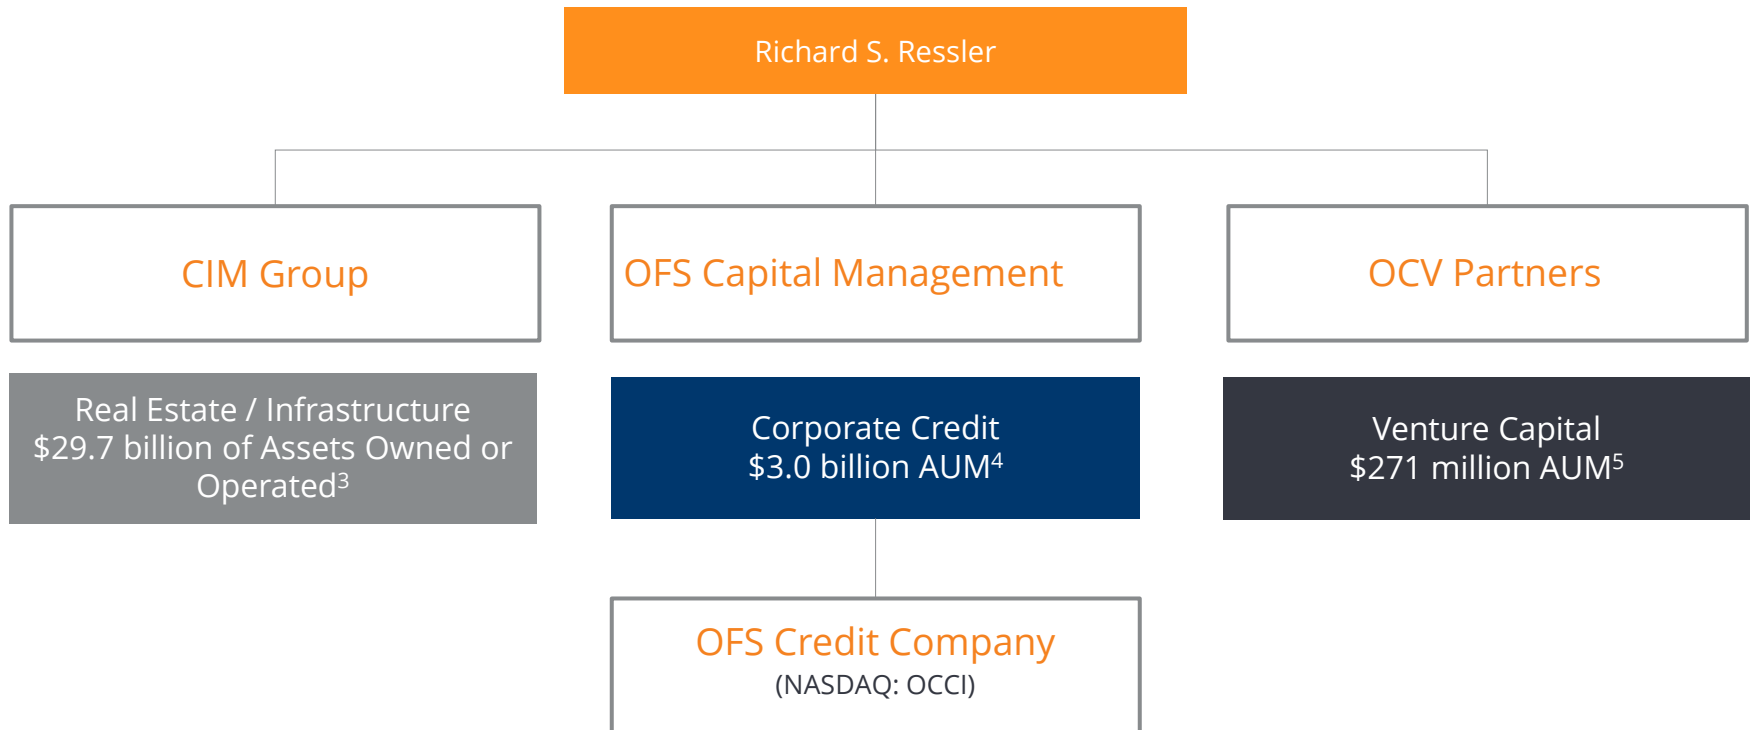 Richard S. Ressler
CIM Group
OFS Capital Management
OCV Partners
Real Estate / Infrastructure
$29.7 billion of Assets Owned or
Operated³
Corporate Credit
$3.0 billion AUM⁴
Venture Capital
$271 million AUM⁵
OFS Credit Company
(NASDAQ: OCCI)